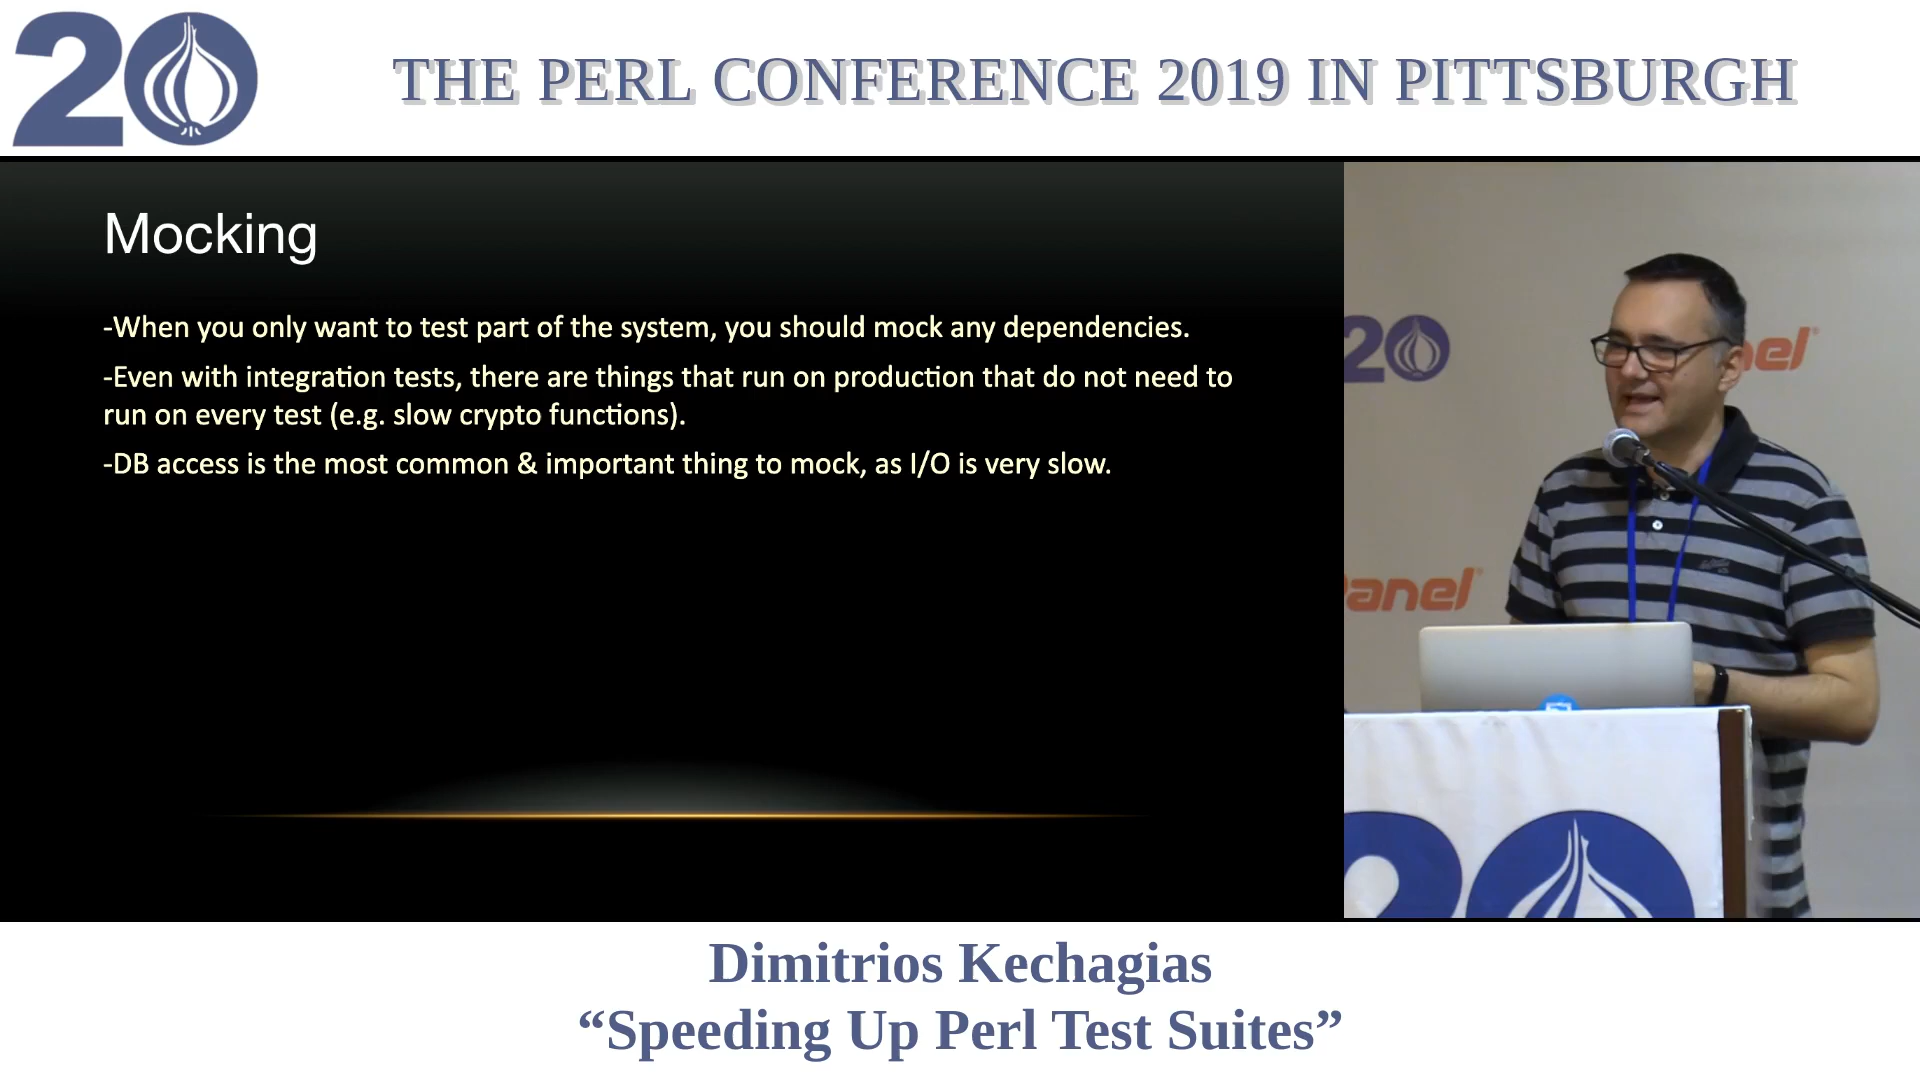 20
THE PERL CONFERENCE 2019 IN PITTSBURGH
Mocking
-When you only want to test part of the system, you should mock any dependencies.
-Even with integration tests, there are things that run on production that do not need to
run on every test (e.g. slow crypto functions).
-DB access is the most common & important thing to mock, as I/O is very slow.
20
nel
anel
20
Dimitrios Kechagias
“Speeding Up Perl Test Suites”